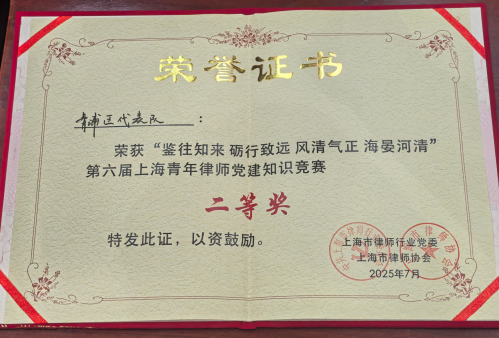 荣誉证书
青浦区代表队：
荣获“鉴往知来 砺行致远 风清气正 海晏河清”
第六届上海青年律师党建知识竞赛
二等奖
特发此证，以资鼓励。
上海市律师行业党委
上海市律师协会
2025年7月